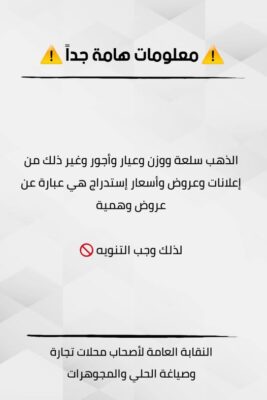 ⚠️ معلومات هامة جداً ⚠️
الذهب سلعة ووزن وعيار وأجور وغير ذلك من
إعلانات وعروض وأسعار إستدراج هي عبارة عن
عروض وهمية
لذلك وجب التنويه 🚫
النقابة العامة لأصحاب محلات تجارة
وصياغة الحلي والمجوهرات